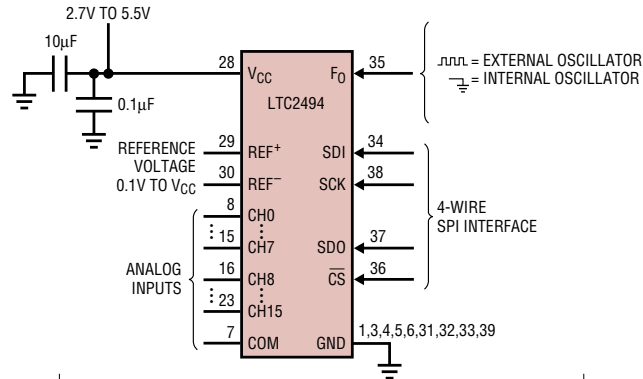 2.7V TO 5.5V
10µF
0.1µF
28
VCC
FO
35
= EXTERNAL OSCILLATOR
= INTERNAL OSCILLATOR
LTC2494
REFERENCE
VOLTAGE
0.1V TO VCC
29
REF+
SDI
34
30
REF–
SCK
38
8
CH0
4-WIRE
SPI INTERFACE
15
CH7
SDO
37
ANALOG
INPUTS
16
CH8
CS
36
23
CH15
7
COM
GND
1,3,4,5,6,31,32,33,39